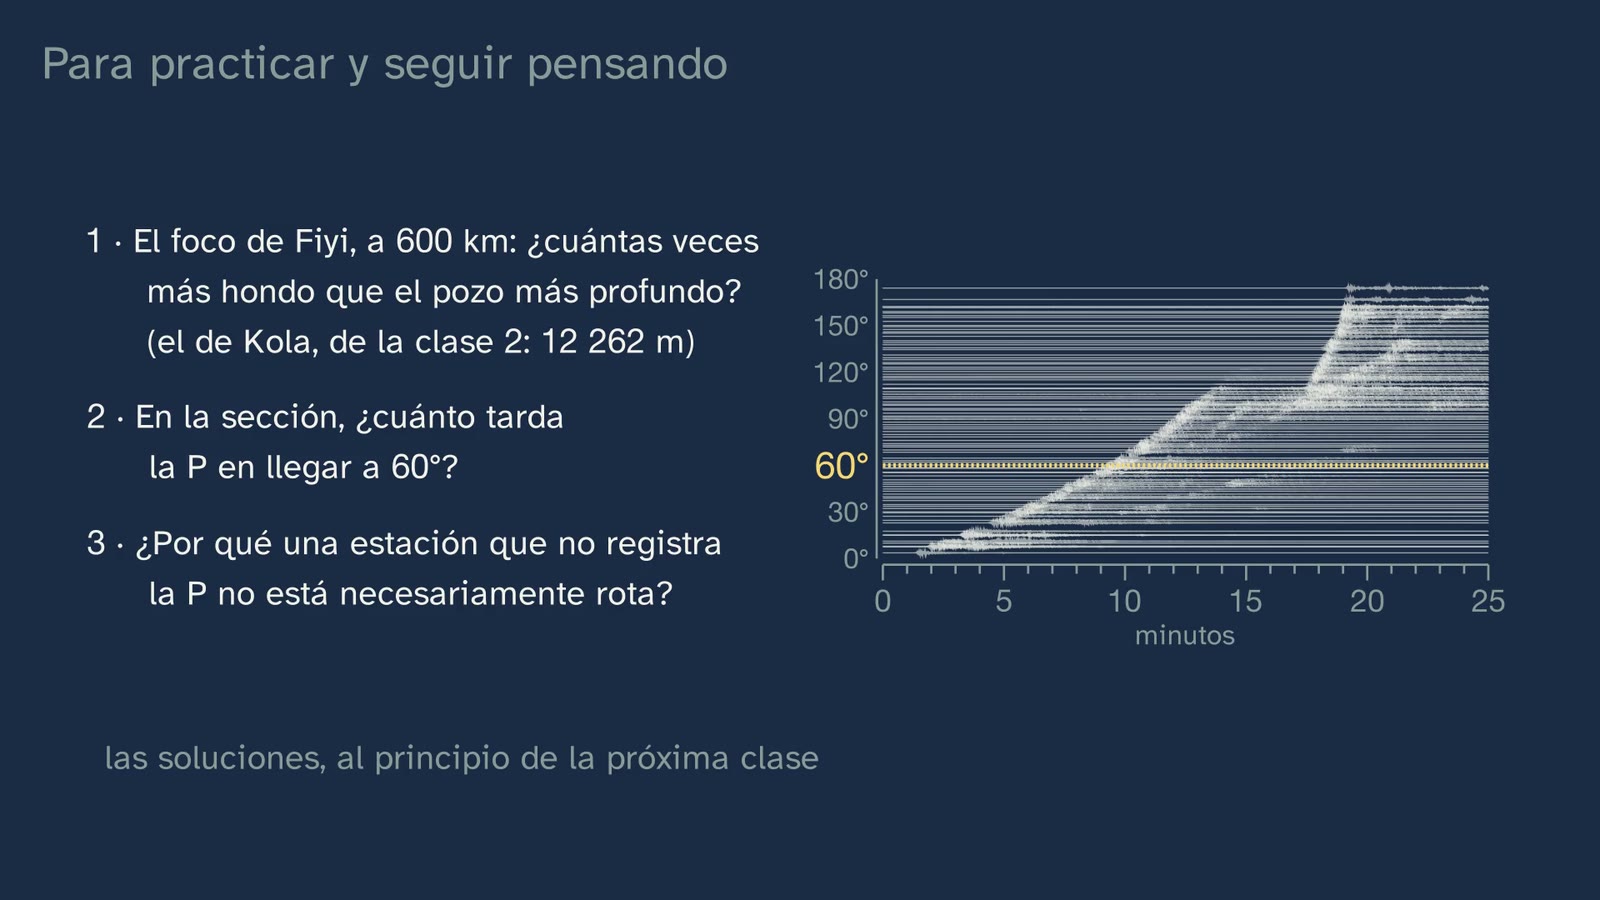 Para practicar y seguir pensando
1 · El foco de Fiyi, a 600 km: ¿cuántas veces
más hondo que el pozo más profundo?
(el de Kola, de la clase 2: 12 262 m)
2 · En la sección, ¿cuánto tarda
la P en llegar a 60°?
3 · ¿Por qué una estación que no registra
la P no está necesariamente rota?
180°
150°
120°
90°
60°
30°
0°
0 5 10 15 20 25
minutos
las soluciones, al principio de la próxima clase